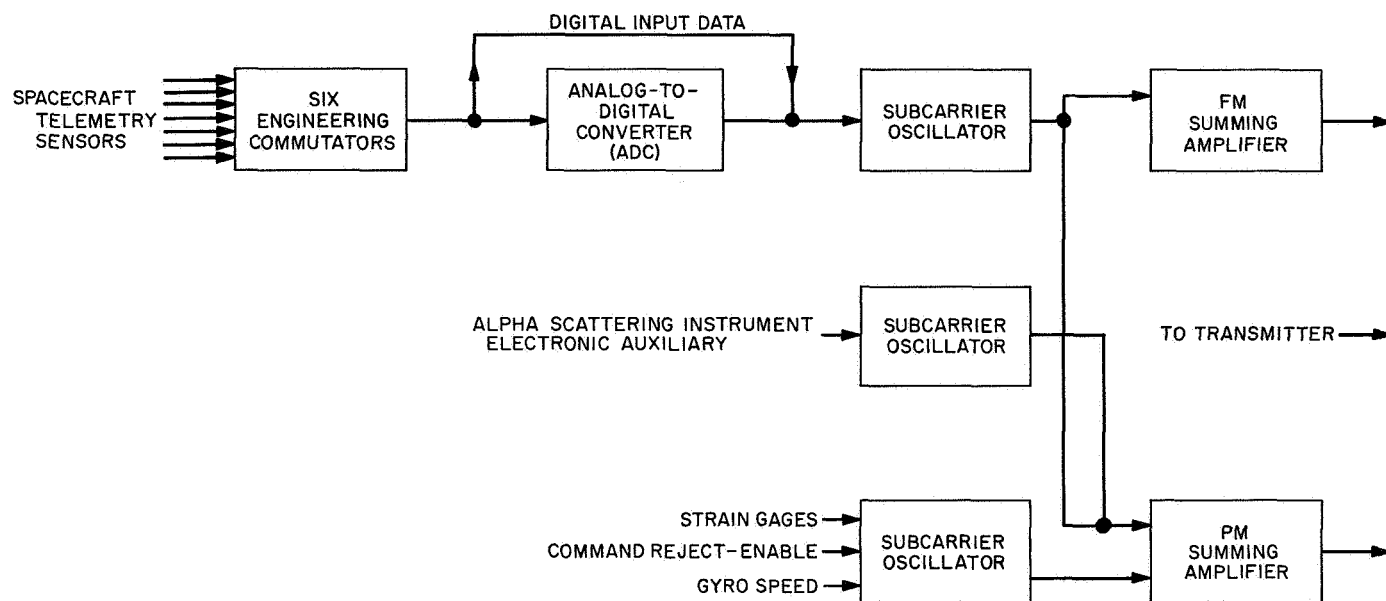 DIGITAL INPUT DATA
SPACECRAFT
TELEMETRY
SENSORS
SIX
ENGINEERING
COMMUTATORS
ANALOG-TO-
DIGITAL
CONVERTER
(ADC)
SUBCARRIER
OSCILLATOR
FM
SUMMING
AMPLIFIER
ALPHA SCATTERING INSTRUMENT
ELECTRONIC AUXILIARY
SUBCARRIER
OSCILLATOR
TO TRANSMITTER
STRAIN GAGES
COMMAND REJECT-ENABLE
GYRO SPEED
SUBCARRIER
OSCILLATOR
PM
SUMMING
AMPLIFIER